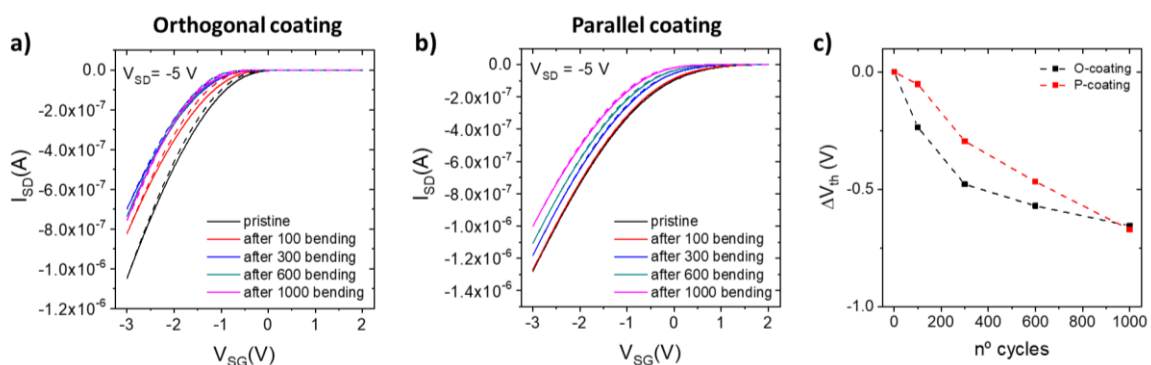 Orthogonal coating
Parallel coating
a)
b)
c)
V_SD= -5 V
0.0
-2.0x10⁻⁷
-4.0x10⁻⁷
-6.0x10⁻⁷
-8.0x10⁻⁷
-1.0x10⁻⁶
-1.2x10⁻⁶
I_SD(A)
pristine
after 100 bending
after 300 bending
after 600 bending
after 1000 bending
-3 -2 -1 0 1 2
V_SG(V)
V_SD = -5 V
0.0
-2.0x10⁻⁷
-4.0x10⁻⁷
-6.0x10⁻⁷
-8.0x10⁻⁷
-1.0x10⁻⁶
-1.2x10⁻⁶
-1.4x10⁻⁶
I_SD(A)
pristine
after 100 bending
after 300 bending
after 600 bending
after 1000 bending
-3 -2 -1 0 1 2
V_SG(V)
O-coating
P-coating
0.0
-0.5
-1.0
ΔV_th (V)
0 200 400 600 800 1000
nº cycles